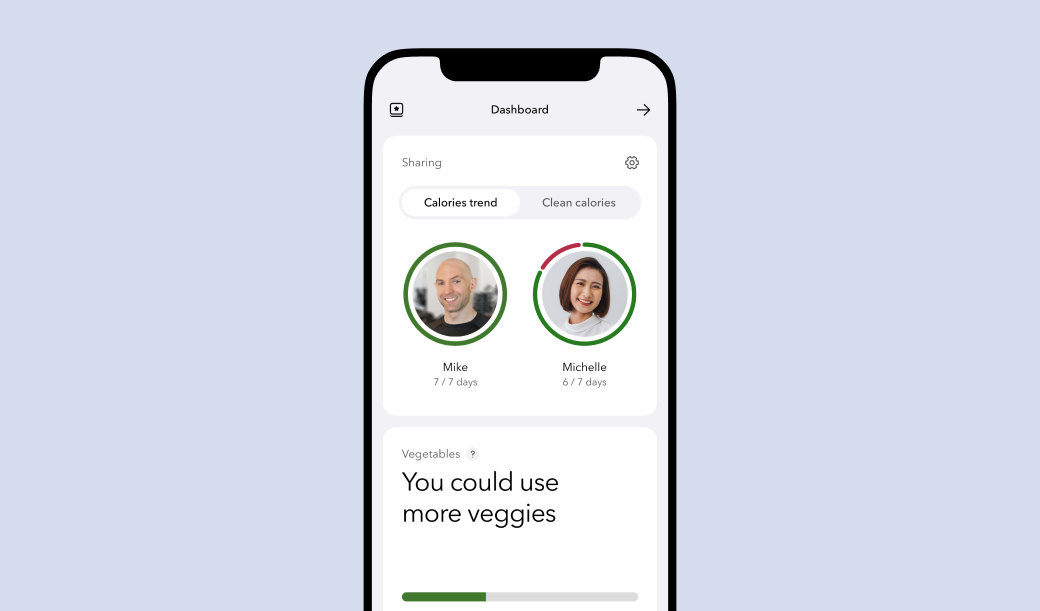 Dashboard
Sharing
Calories trend
Clean calories
Mike
7 / 7 days
Michelle
6 / 7 days
Vegetables ?
You could use
more veggies